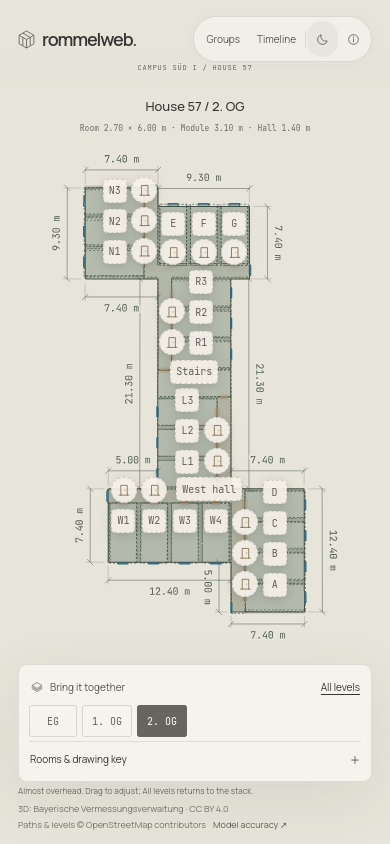 rommelweb.
Groups Timeline
CAMPUS SÜD I / HOUSE 57
House 57 / 2. OG
Room 2.70 × 6.00 m · Module 3.10 m · Hall 1.40 m
7.40 m
9.30 m
N3
N2
N1
E F G
9.30 m
7.40 m
R3
7.40 m
R2
R1
Stairs
21.30 m
21.30 m
L3
L2
L1
5.00 m
7.40 m
West hall
D
W1 W2 W3 W4
C
B
A
7.40 m
12.40 m
12.40 m
5.00 m
7.40 m
Bring it together All levels
EG 1. OG 2. OG
Rooms & drawing key +
Almost overhead. Drag to adjust; All levels returns to the stack.
3D: Bayerische Vermessungsverwaltung · CC BY 4.0
Paths & levels © OpenStreetMap contributors Model accuracy ↗